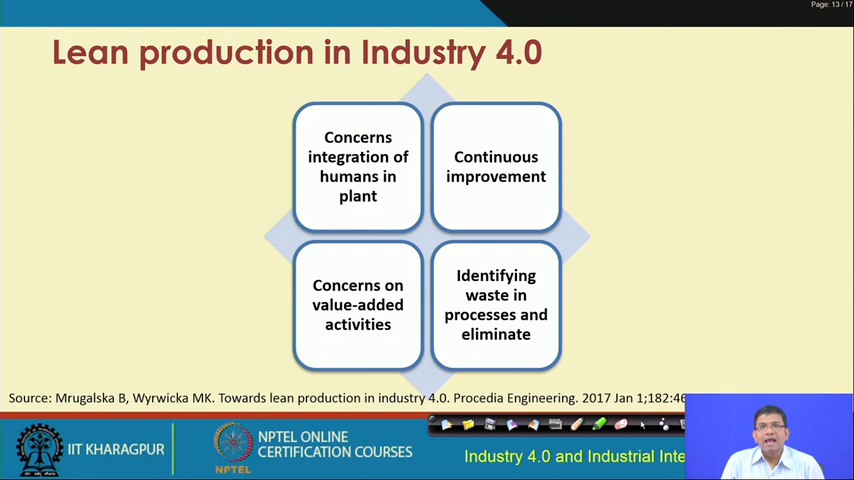 Page: 13 / 17
Lean production in Industry 4.0
Concerns
integration of
humans in
plant
Continuous
improvement
Concerns on
value-added
activities
Identifying
waste in
processes and
eliminate
Source: Mrugalska B, Wyrwicka MK. Towards lean production in industry 4.0. Procedia Engineering. 2017 Jan 1;182:46
IIT KHARAGPUR
NPTEL
NPTEL ONLINE
CERTIFICATION COURSES
Industry 4.0 and Industrial Inte